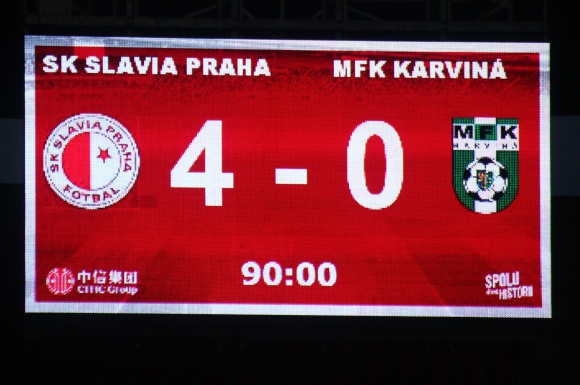 SK SLAVIA PRAHA
MFK KARVINÁ
SK SLAVIA PRAHA
FOTBAL
4 - 0
MFK
KARVINÁ
90:00
中信集团
CITIC Group
SPOLU
HISTORII